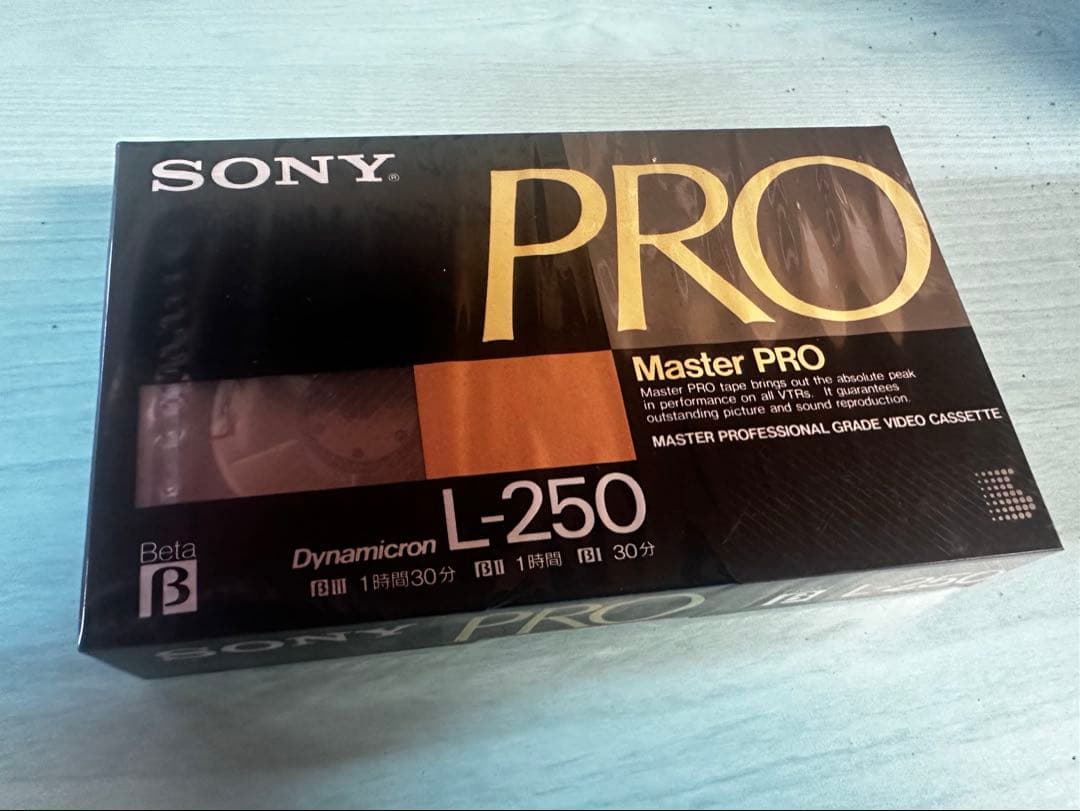 SONY®
PRO
Master PRO
Master PRO tape brings out the absolute peak
in performance on all VTRs. It guarantees
outstanding picture and sound reproduction.
MASTER PROFESSIONAL GRADE VIDEO CASSETTE
Beta
β
Dynamicron L-250
βIII 1時間30分 βII 1時間 βI 30分
SONY PRO β L-250